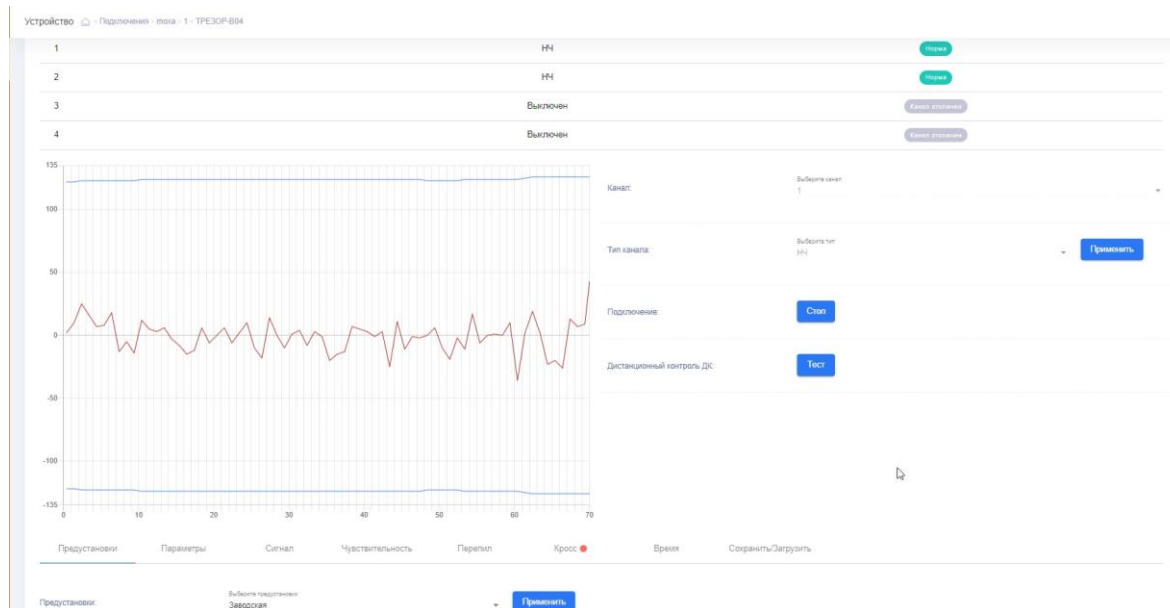 Устройство - Подключения - moxa - 1 - ТРЕЗОР-В04
1 НЧ Норма
2 НЧ Норма
3 Выключен Канал отключен
4 Выключен Канал отключен
135
100
50
0
-50
-100
-135
0 10 20 30 40 50 60 70
Канал: Выберите канал
1
Тип канала: Выберите тип
НЧ Применить
Подключение: Стоп
Дистанционный контроль ДК: Тест
Предустановки Параметры Сигнал Чувствительность Перепил Кросс Время Сохранить/Загрузить
Предустановки: Выберите предустановки
Заводская Применить